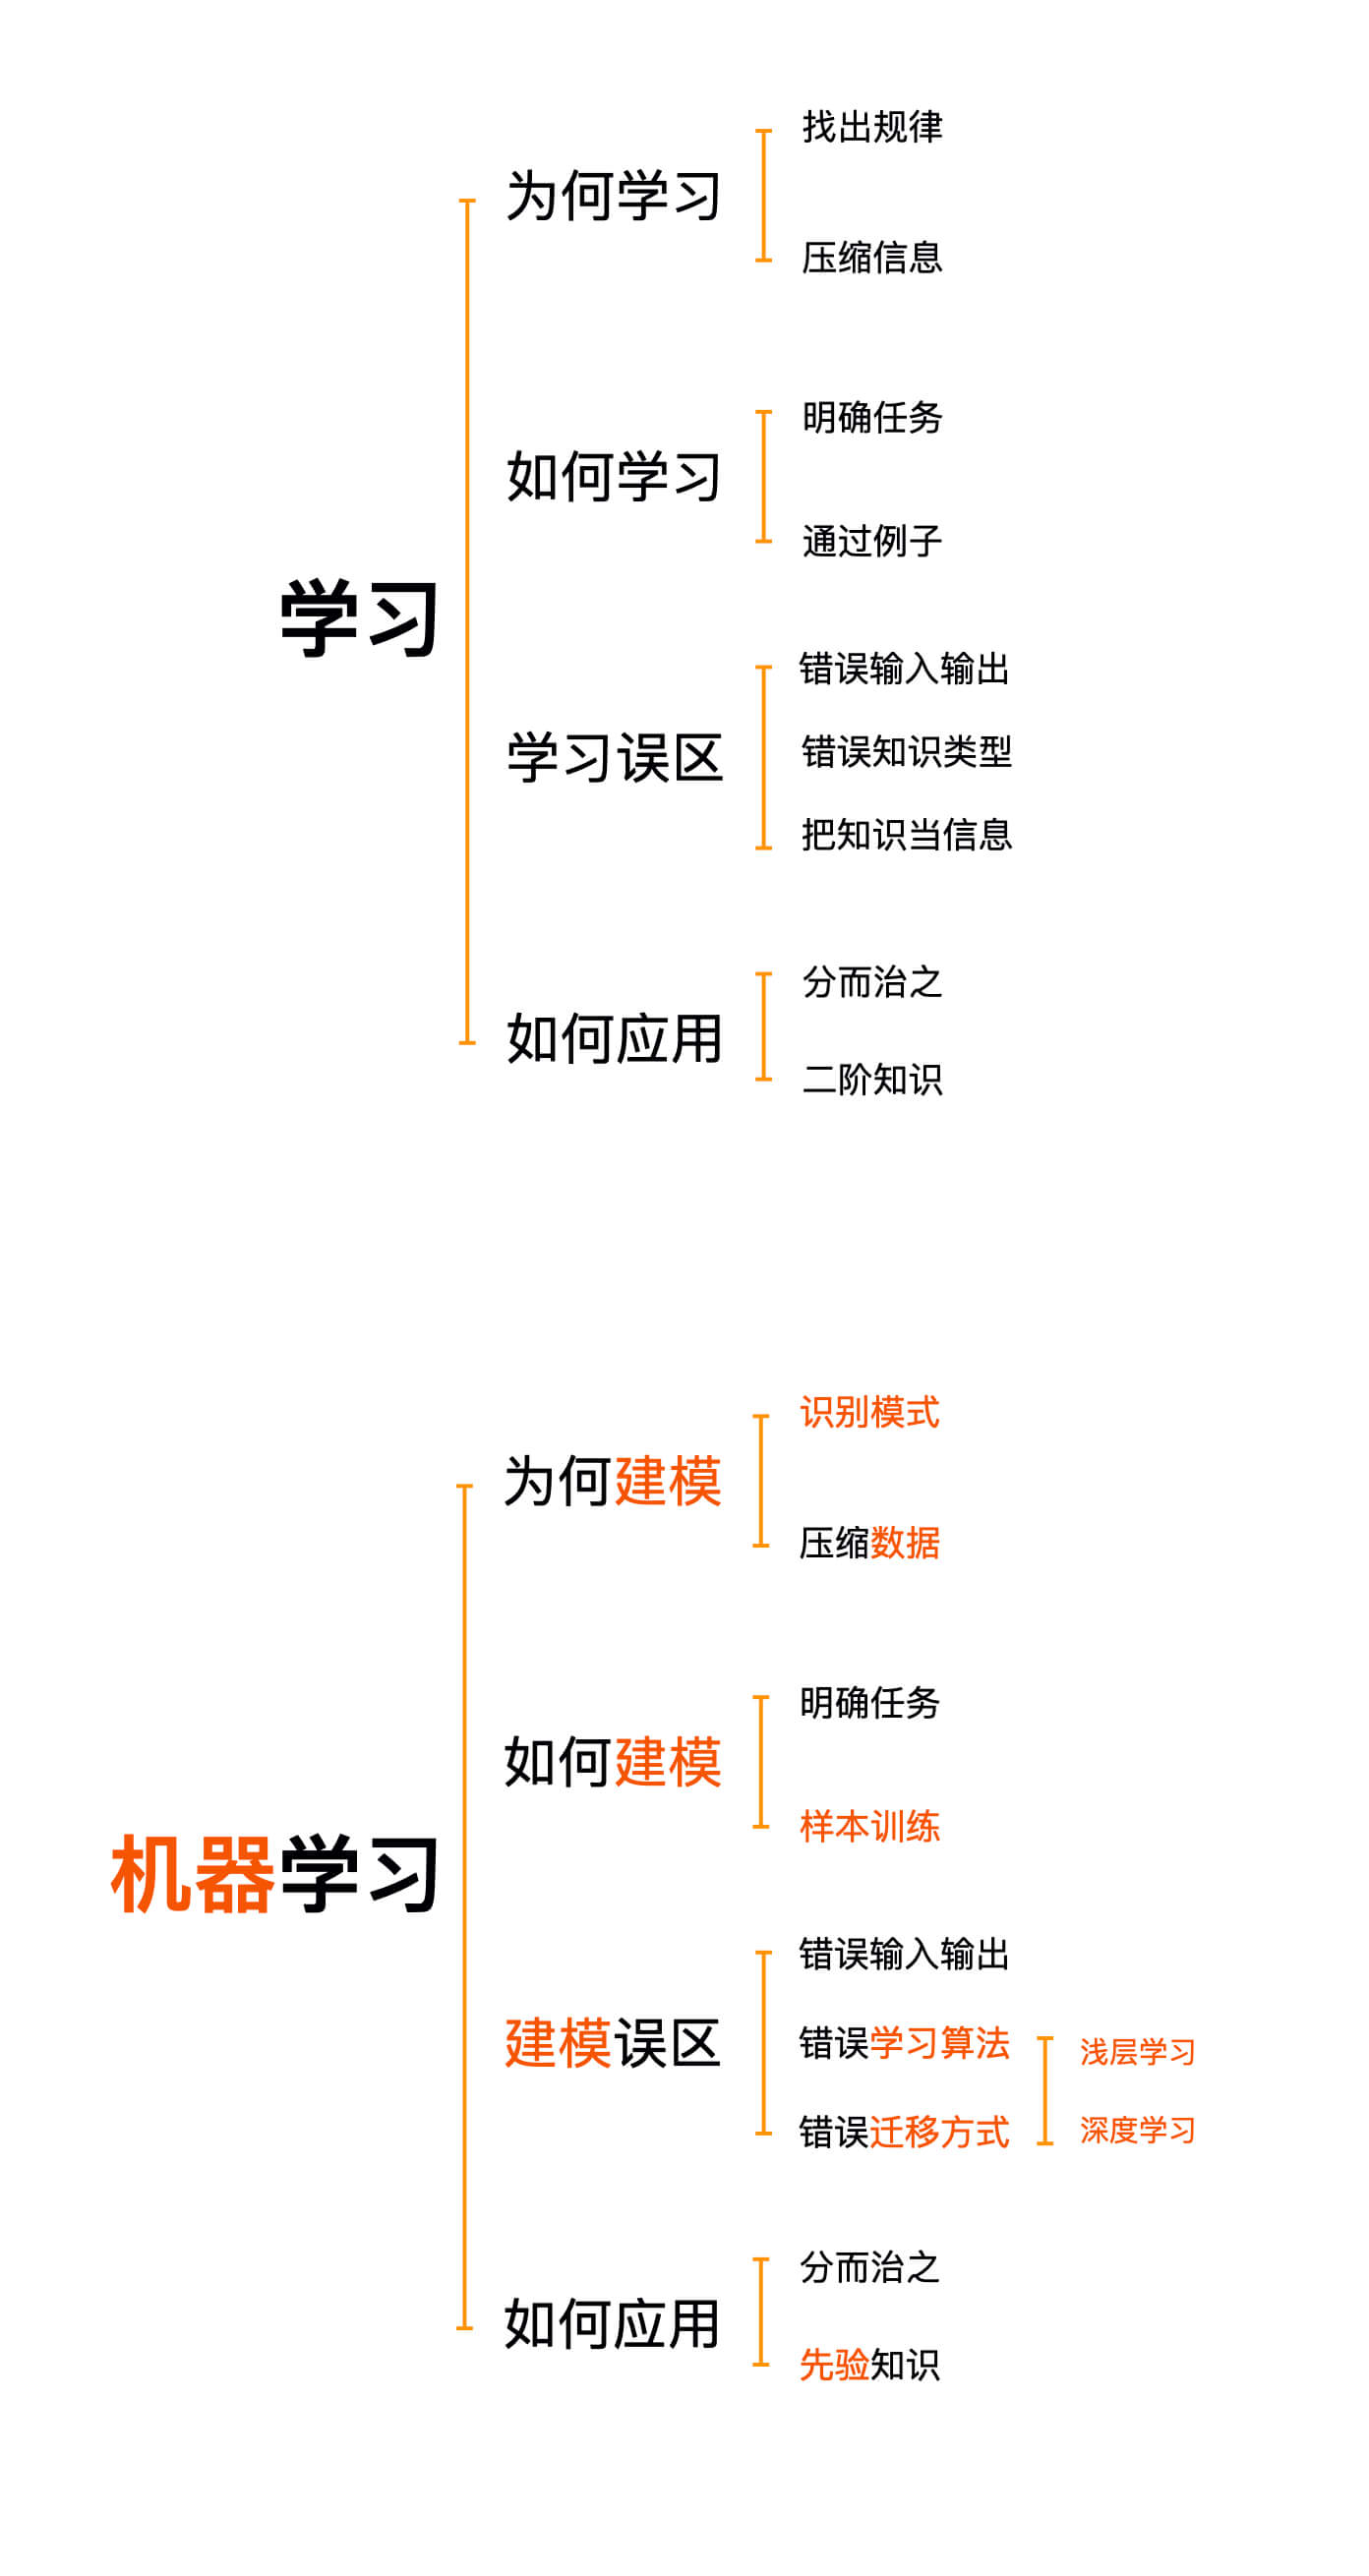 学习
为何学习
找出规律
压缩信息
如何学习
明确任务
通过例子
学习误区
错误输入输出
错误知识类型
把知识当信息
如何应用
分而治之
二阶知识
机器学习
为何建模
识别模式
压缩数据
如何建模
明确任务
样本训练
建模误区
错误输入输出
错误学习算法
错误迁移方式
浅层学习
深度学习
如何应用
分而治之
先验知识